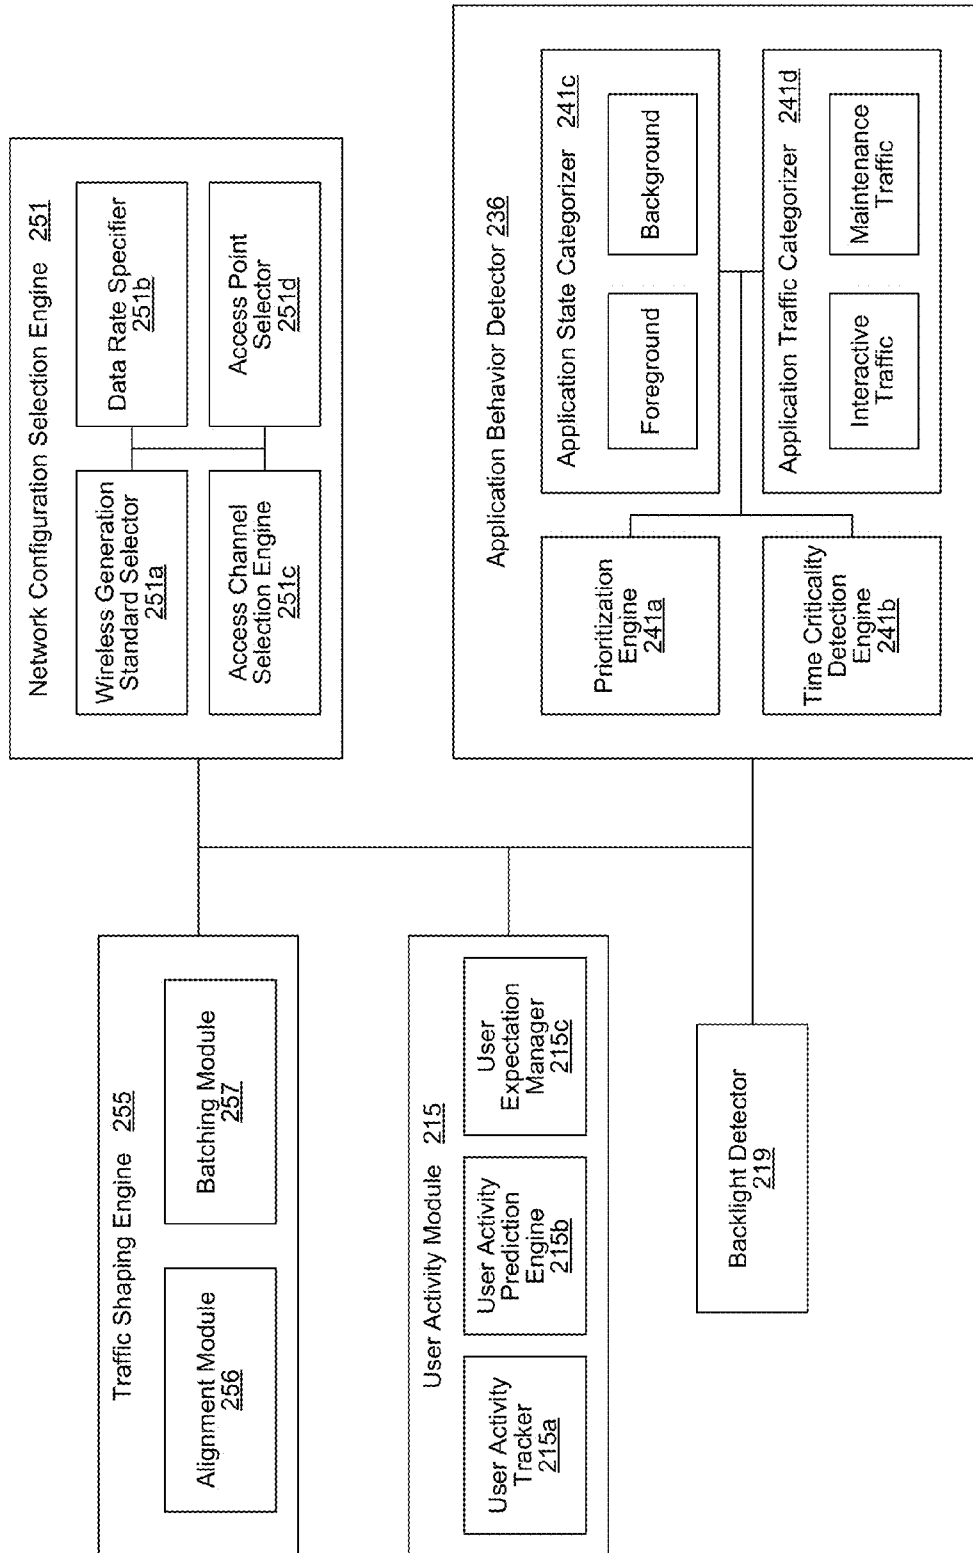 Traffic Shaping Engine 255
Alignment Module
256
Batching Module
257
Network Configuration Selection Engine 251
Wireless Generation
Standard Selector
251a
Data Rate Specifier
251b
Access Channel
Selection Engine
251c
Access Point
Selector
251d
User Activity Module 215
User Activity
Tracker
215a
User Activity
Prediction
Engine
215b
User
Expectation
Manager
215c
Application Behavior Detector 236
Prioritization
Engine
241a
Application State Categorizer 241c
Foreground
Background
Time Criticality
Detection
Engine
241b
Application Traffic Categorizer 241d
Interactive
Traffic
Maintenance
Traffic
Backlight Detector
219